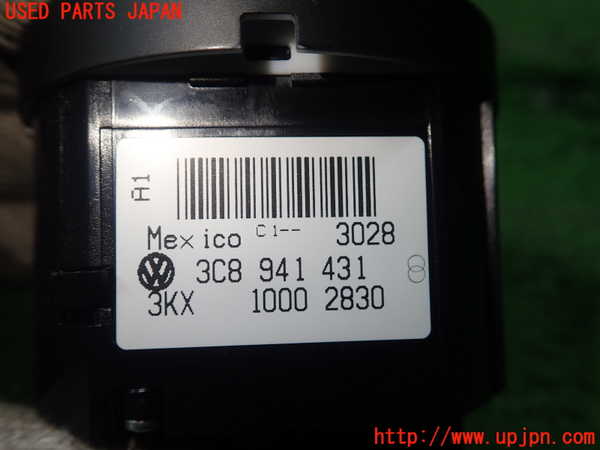 USED PARTS JAPAN
A1
Mexico C1-- 3028
3C8 941 431
3KX 1000 2830
http://www.upjpn.com/